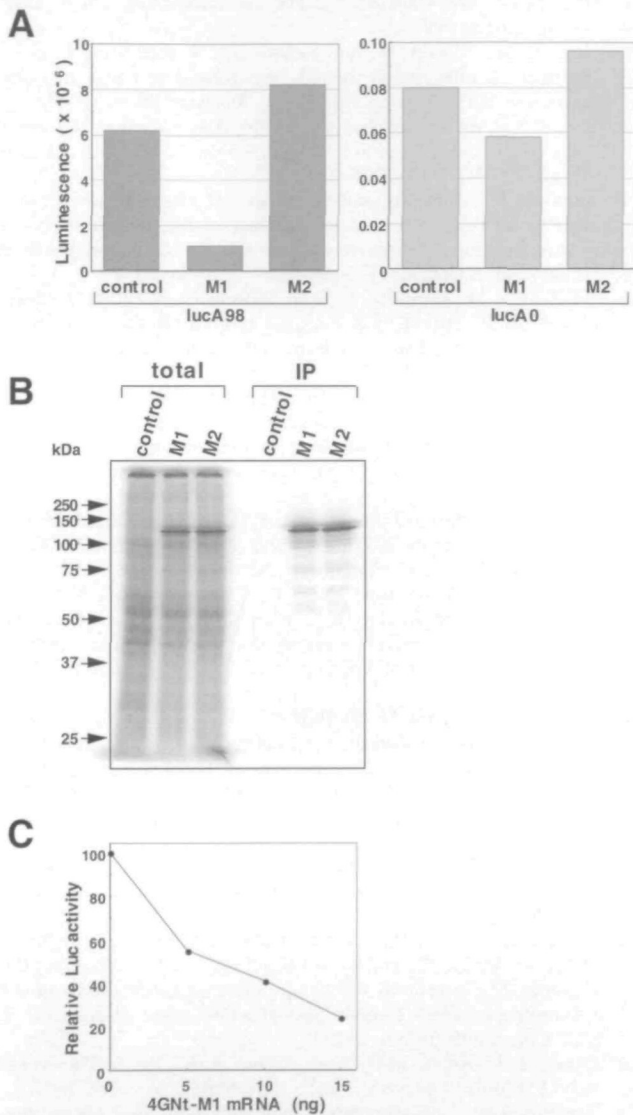 A
Luminescence ( x 10⁻⁶)
10
8
6
4
2
0
control M1 M2
lucA98
0.10
0.08
0.06
0.04
0.02
0
control M1 M2
lucA0
B
total IP
control M1 M2 control M1 M2
kDa
250
150
100
75
50
37
25
C
Relative Luc activity
100
80
60
40
20
0
0 5 10 15
4GNt-M1 mRNA (ng)